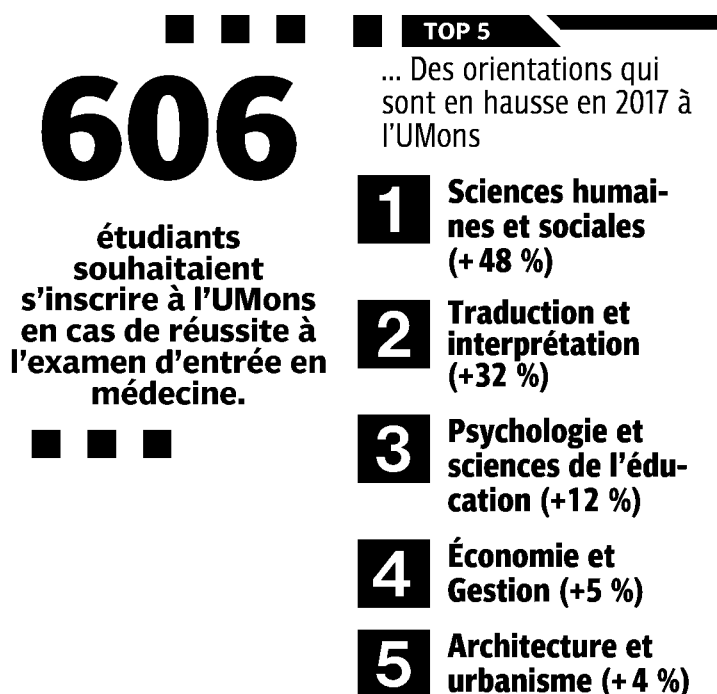 606
étudiants
souhaitaient
s'inscrire à l'UMons
en cas de réussite à
l'examen d'entrée en
médecine.
TOP 5
... Des orientations qui
sont en hausse en 2017 à
l'UMons
1 Sciences humai-
nes et sociales
(+ 48 %)
2 Traduction et
interprétation
(+32 %)
3 Psychologie et
sciences de l'édu-
cation (+12 %)
4 Économie et
Gestion (+5 %)
5 Architecture et
urbanisme (+ 4 %)